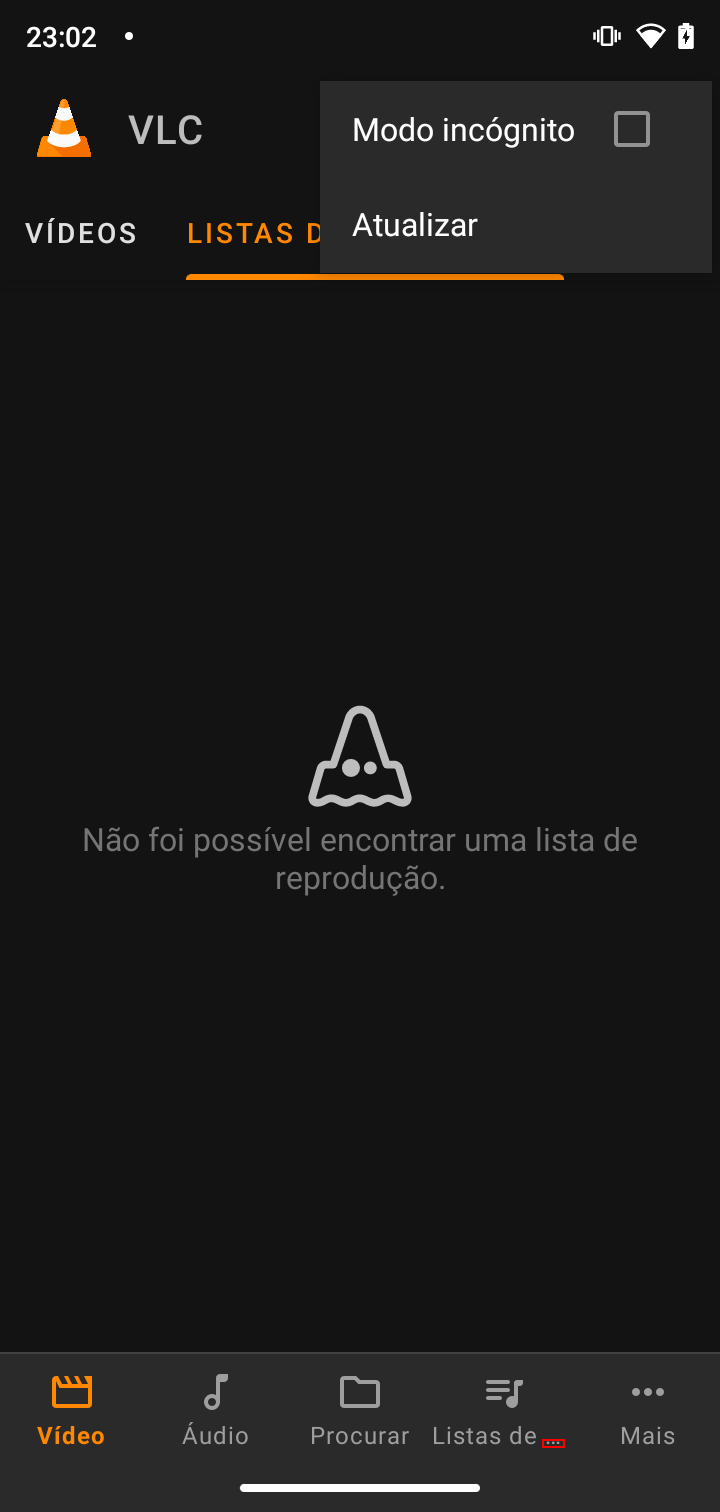 23:02
VLC
Modo incógnito
Atualizar
VÍDEOS
LISTAS D
Não foi possível encontrar uma lista de
reprodução.
Vídeo
Áudio
Procurar
Listas de ...
Mais